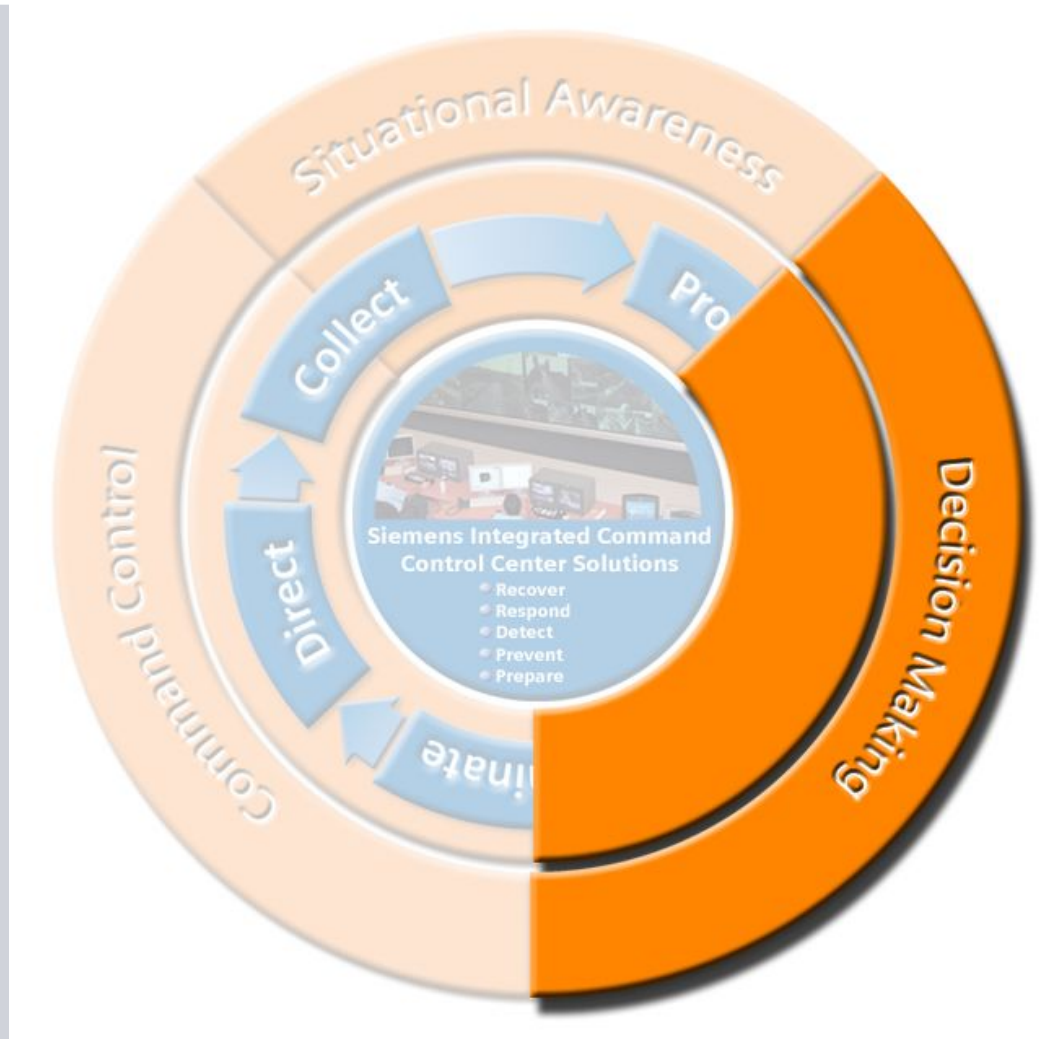 Situational Awareness
Collect
Pro
Direct
inate
Command Control
Decision Making
Siemens Integrated Command
Control Center Solutions
Recover
Respond
Detect
Prevent
Prepare